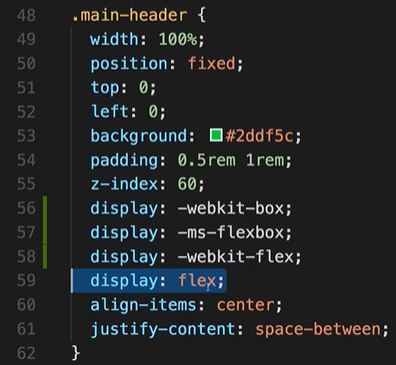 48 .main-header {
49 width: 100%;
50 position: fixed;
51 top: 0;
52 left: 0;
53 background: #2ddf5c;
54 padding: 0.5rem 1rem;
55 z-index: 60;
56 display: -webkit-box;
57 display: -ms-flexbox;
58 display: -webkit-flex;
59 display: flex;
60 align-items: center;
61 justify-content: space-between;
62 }